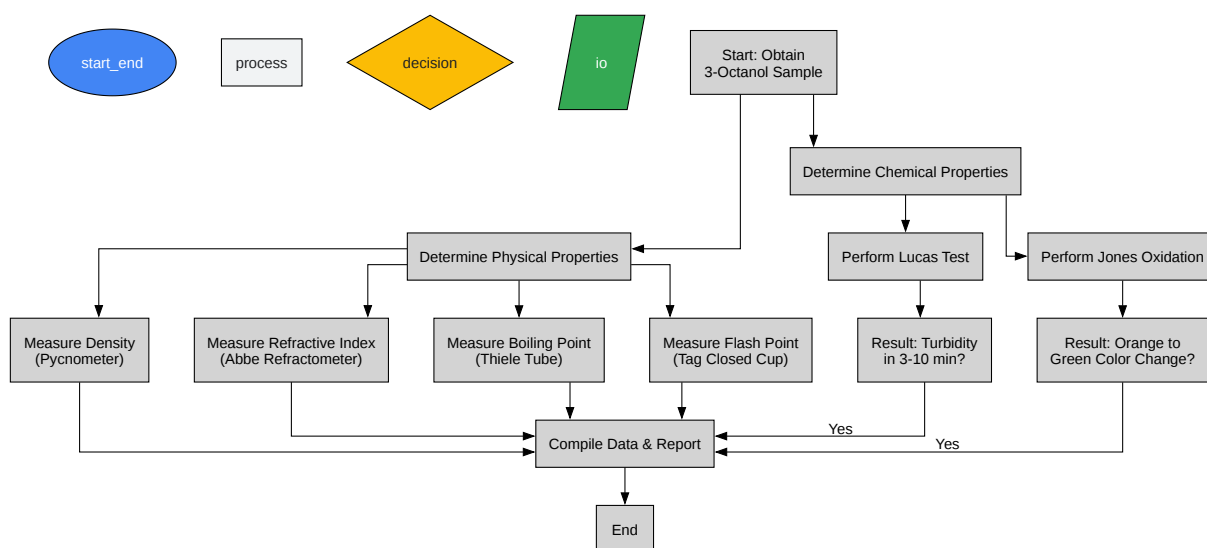 start_end
process
decision
io
Start: Obtain
3-Octanol Sample
Determine Chemical Properties
Determine Physical Properties
Perform Lucas Test
Perform Jones Oxidation
Measure Density
(Pycnometer)
Measure Refractive Index
(Abbe Refractometer)
Measure Boiling Point
(Thiele Tube)
Measure Flash Point
(Tag Closed Cup)
Result: Turbidity
in 3-10 min?
Result: Orange to
Green Color Change?
Yes
Yes
Compile Data & Report
End